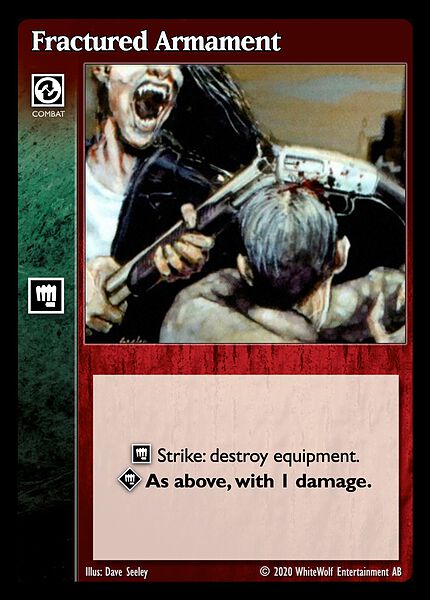 Fractured Armament
COMBAT
Strike: destroy equipment.
As above, with 1 damage.
Illus: Dave Seeley
© 2020 WhiteWolf Entertainment AB